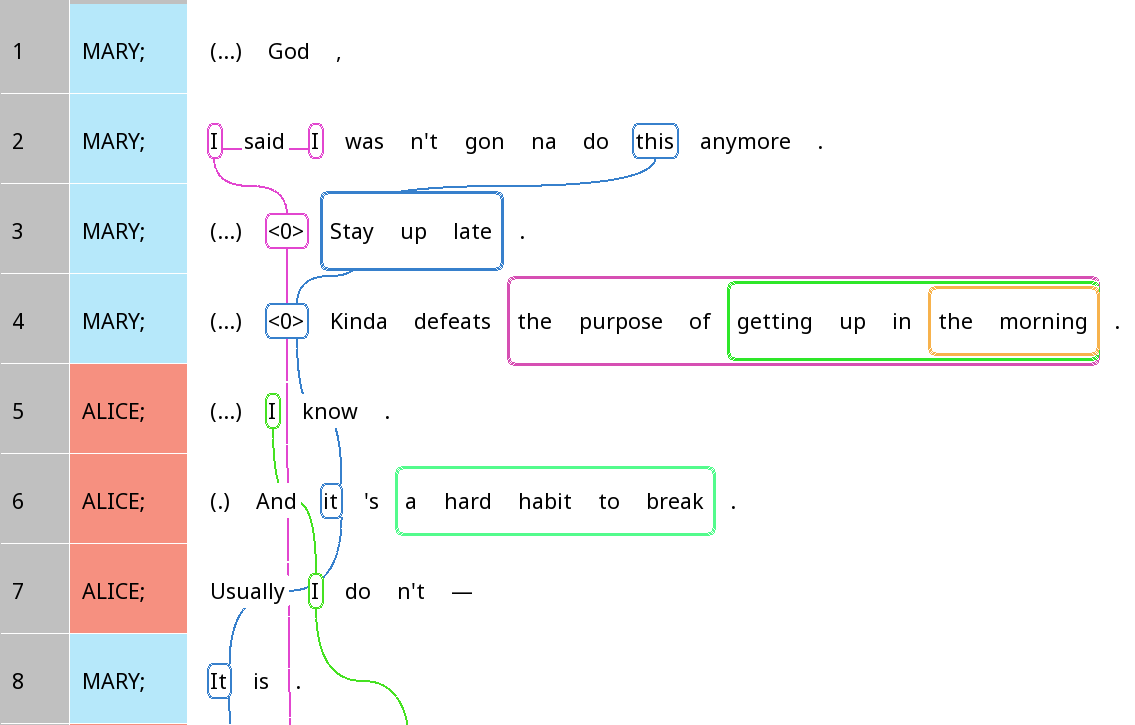 1 MARY; (...) God ,
2 MARY; I said I was n't gon na do this anymore .
3 MARY; (...) <0> Stay up late .
4 MARY; (...) <0> Kinda defeats the purpose of getting up in the morning .
5 ALICE; (...) I know .
6 ALICE; (.) And it 's a hard habit to break .
7 ALICE; Usually I do n't —
8 MARY; It is .